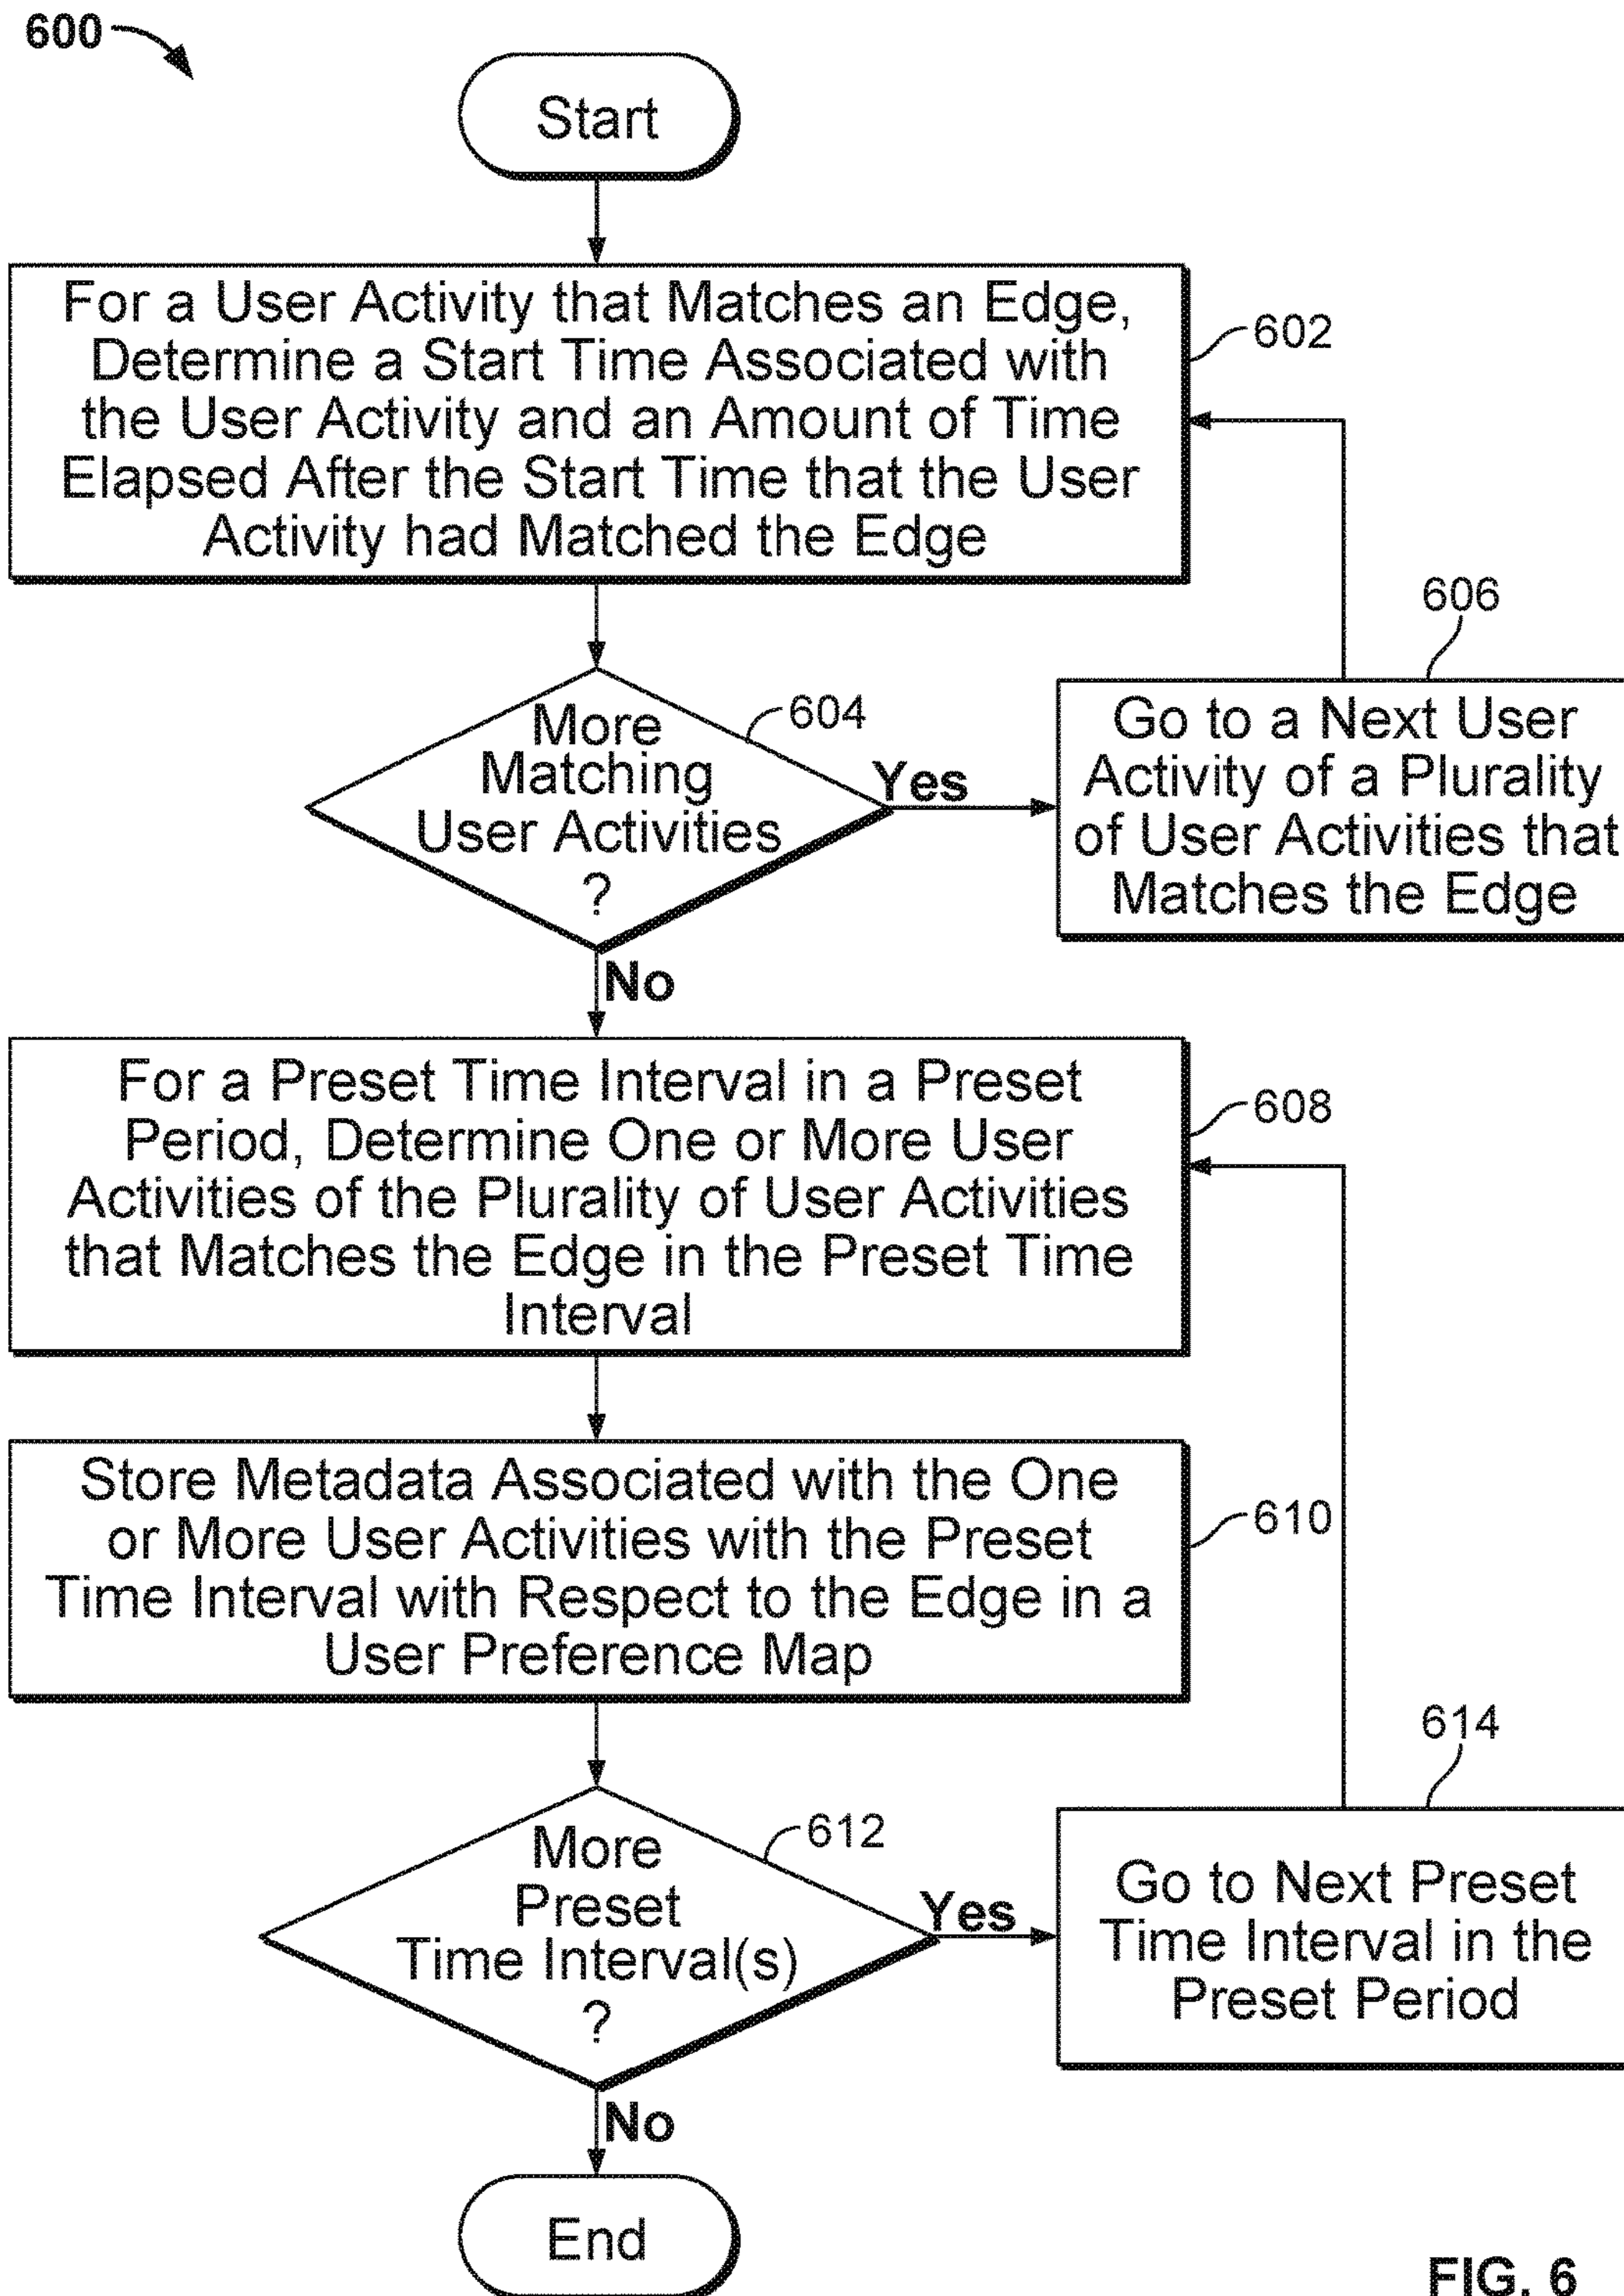 600
Start
For a User Activity that Matches an Edge,
Determine a Start Time Associated with
the User Activity and an Amount of Time
Elapsed After the Start Time that the User
Activity had Matched the Edge
602
606
More
Matching
User Activities
?
604
Yes
Go to a Next User
Activity of a Plurality
of User Activities that
Matches the Edge
No
For a Preset Time Interval in a Preset
Period, Determine One or More User
Activities of the Plurality of User Activities
that Matches the Edge in the Preset Time
Interval
608
Store Metadata Associated with the One
or More User Activities with the Preset
Time Interval with Respect to the Edge in a
User Preference Map
610
614
More
Preset
Time Interval(s)
?
612
Yes
Go to Next Preset
Time Interval in the
Preset Period
No
End
FIG. 6